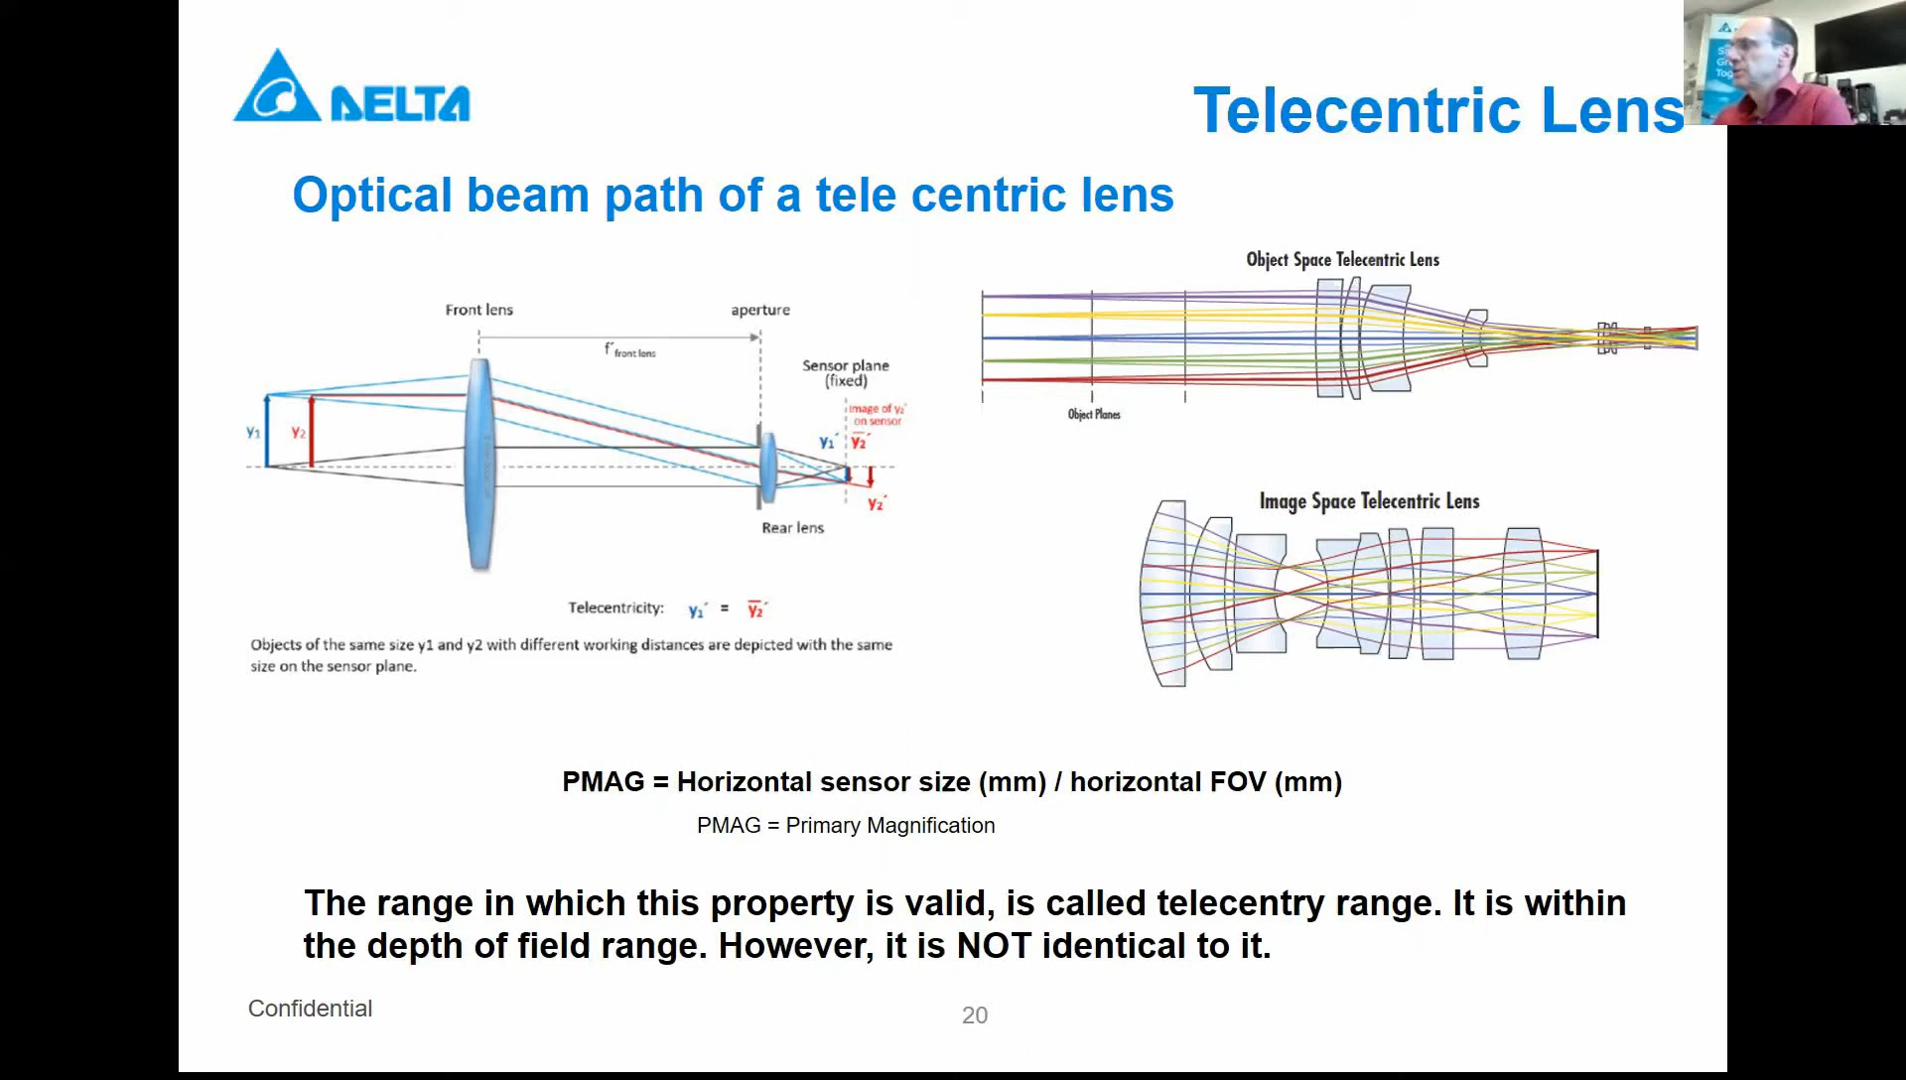 DELTA
Telecentric Lens
Optical beam path of a tele centric lens
Front lens
aperture
f´front lens
Sensor plane
(fixed)
image of y₂´
on sensor
y₁
y₂
y₁´
y̅₂´
y₂´
Rear lens
Telecentricity: y₁´ = y̅₂´
Objects of the same size y1 and y2 with different working distances are depicted with the same
size on the sensor plane.
Object Space Telecentric Lens
Object Planes
Image Space Telecentric Lens
PMAG = Horizontal sensor size (mm) / horizontal FOV (mm)
PMAG = Primary Magnification
The range in which this property is valid, is called telecentry range. It is within
the depth of field range. However, it is NOT identical to it.
Confidential
20